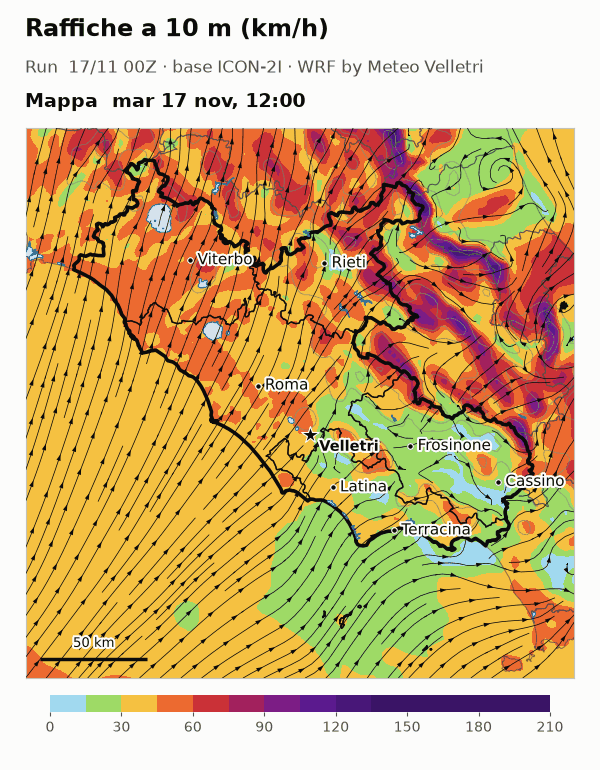 Raffiche a 10 m (km/h)
Run  17/11 00Z · base ICON-2I · WRF by Meteo Velletri
Mappa  mar 17 nov, 12:00
Viterbo
Rieti
Roma
Velletri
Frosinone
Cassino
Latina
Terracina
50 km
0 30 60 90 120 150 180 210